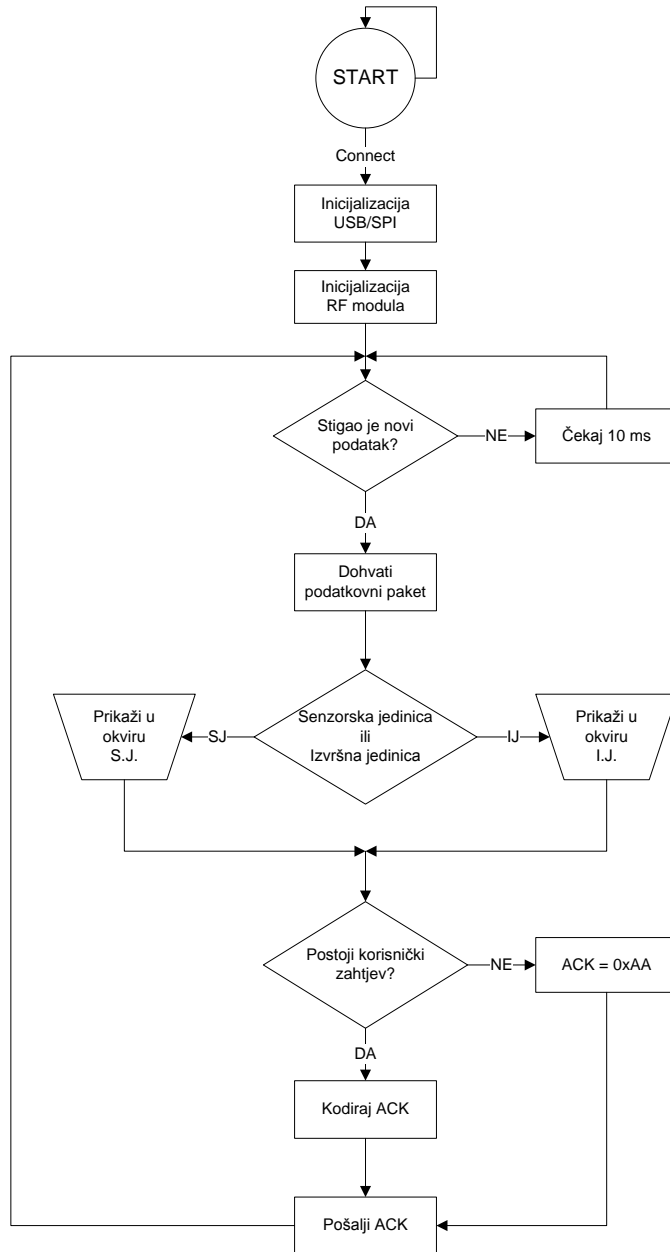 START
Connect
Inicijalizacija
USB/SPI
Inicijalizacija
RF modula
Stigao je novi
podatak?
NE
Čekaj 10 ms
DA
Dohvati
podatkovni paket
Prikaži u
okviru
S.J.
SJ
Senzorska jedinica
ili
Izvršna jedinica
IJ
Prikaži u
okviru
I.J.
Postoji korisnički
zahtjev?
NE
ACK = 0xAA
DA
Kodiraj ACK
Pošalji ACK